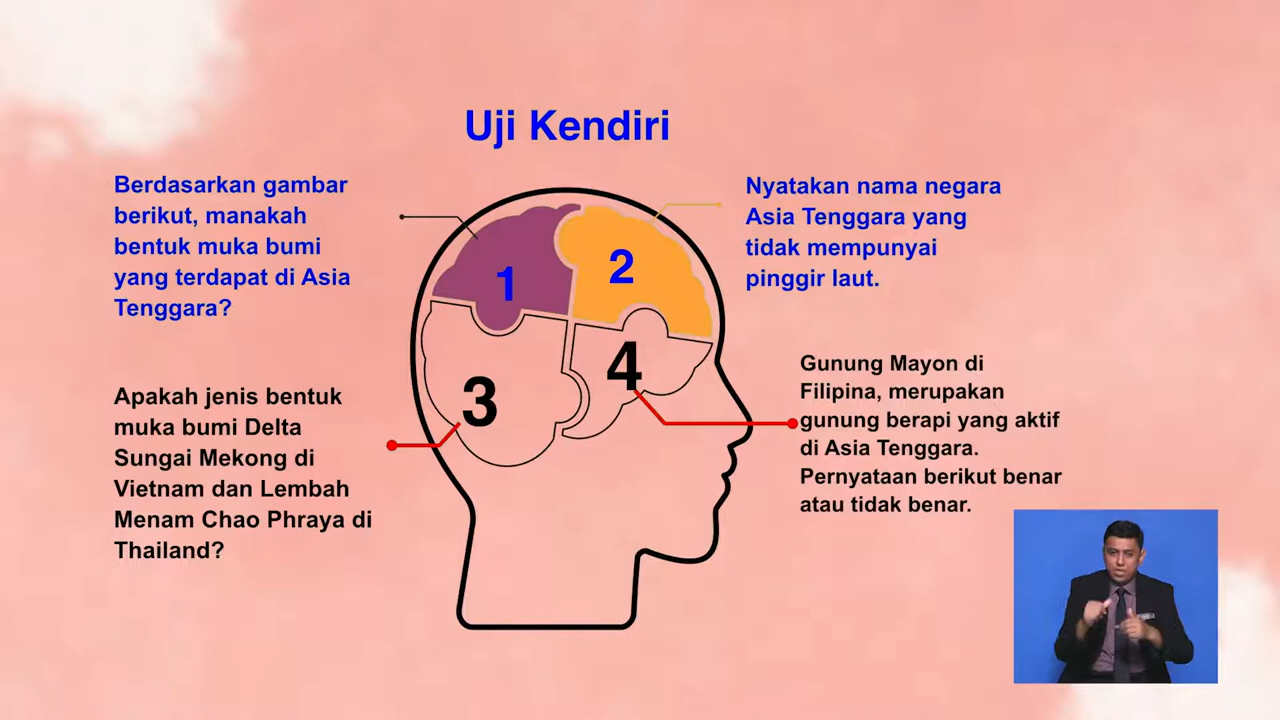 Uji Kendiri
Berdasarkan gambar
berikut, manakah
bentuk muka bumi
yang terdapat di Asia
Tenggara?
Nyatakan nama negara
Asia Tenggara yang
tidak mempunyai
pinggir laut.
1
2
3
4
Apakah jenis bentuk
muka bumi Delta
Sungai Mekong di
Vietnam dan Lembah
Menam Chao Phraya di
Thailand?
Gunung Mayon di
Filipina, merupakan
gunung berapi yang aktif
di Asia Tenggara.
Pernyataan berikut benar
atau tidak benar.